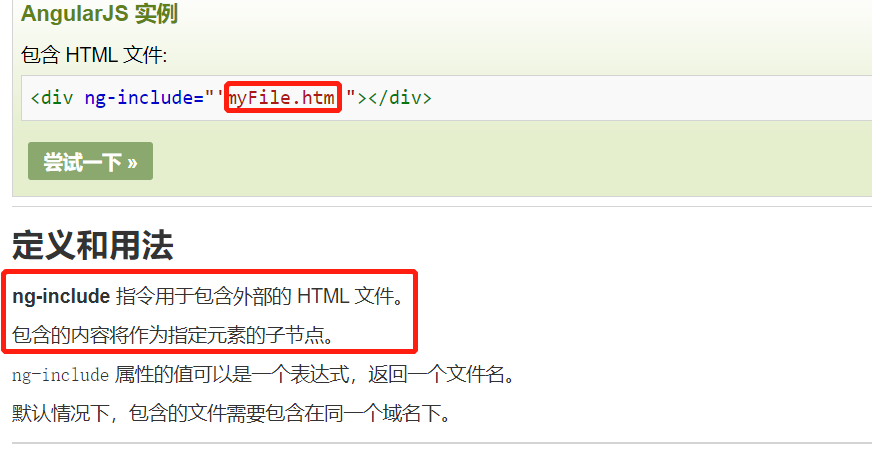 AngularJS 实例
包含 HTML 文件:
<div ng-include="'myFile.htm'"></div>
尝试一下 »
定义和用法
ng-include 指令用于包含外部的 HTML 文件。
包含的内容将作为指定元素的子节点。
ng-include 属性的值可以是一个表达式，返回一个文件名。
默认情况下，包含的文件需要包含在同一个域名下。